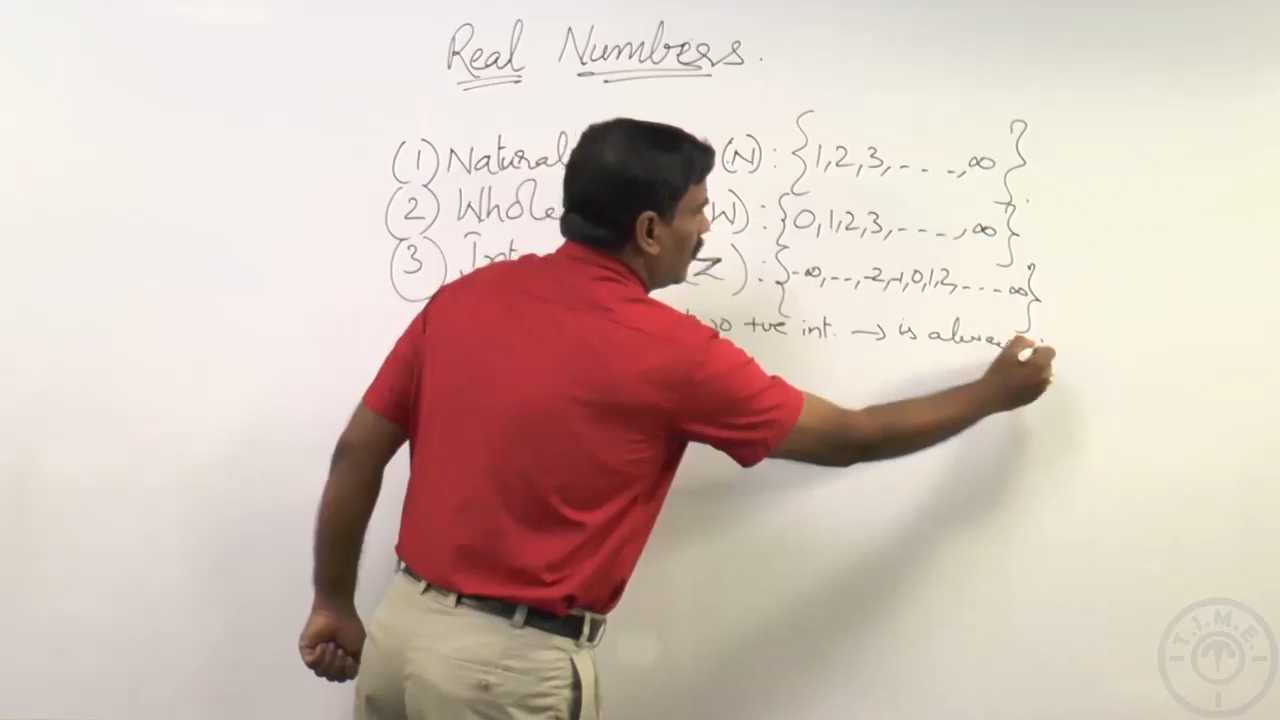 Real Numbers.
(1) Natural (N) : {1, 2, 3, - - - -, ∞}.
(2) Whole W) : {0, 1, 2, 3, - - - -, ∞}
(3) Z) : {-∞, - - -, -2, -1, 0, 1, 2, - - - - ∞}
+ve int. → is
T.I.M.E.